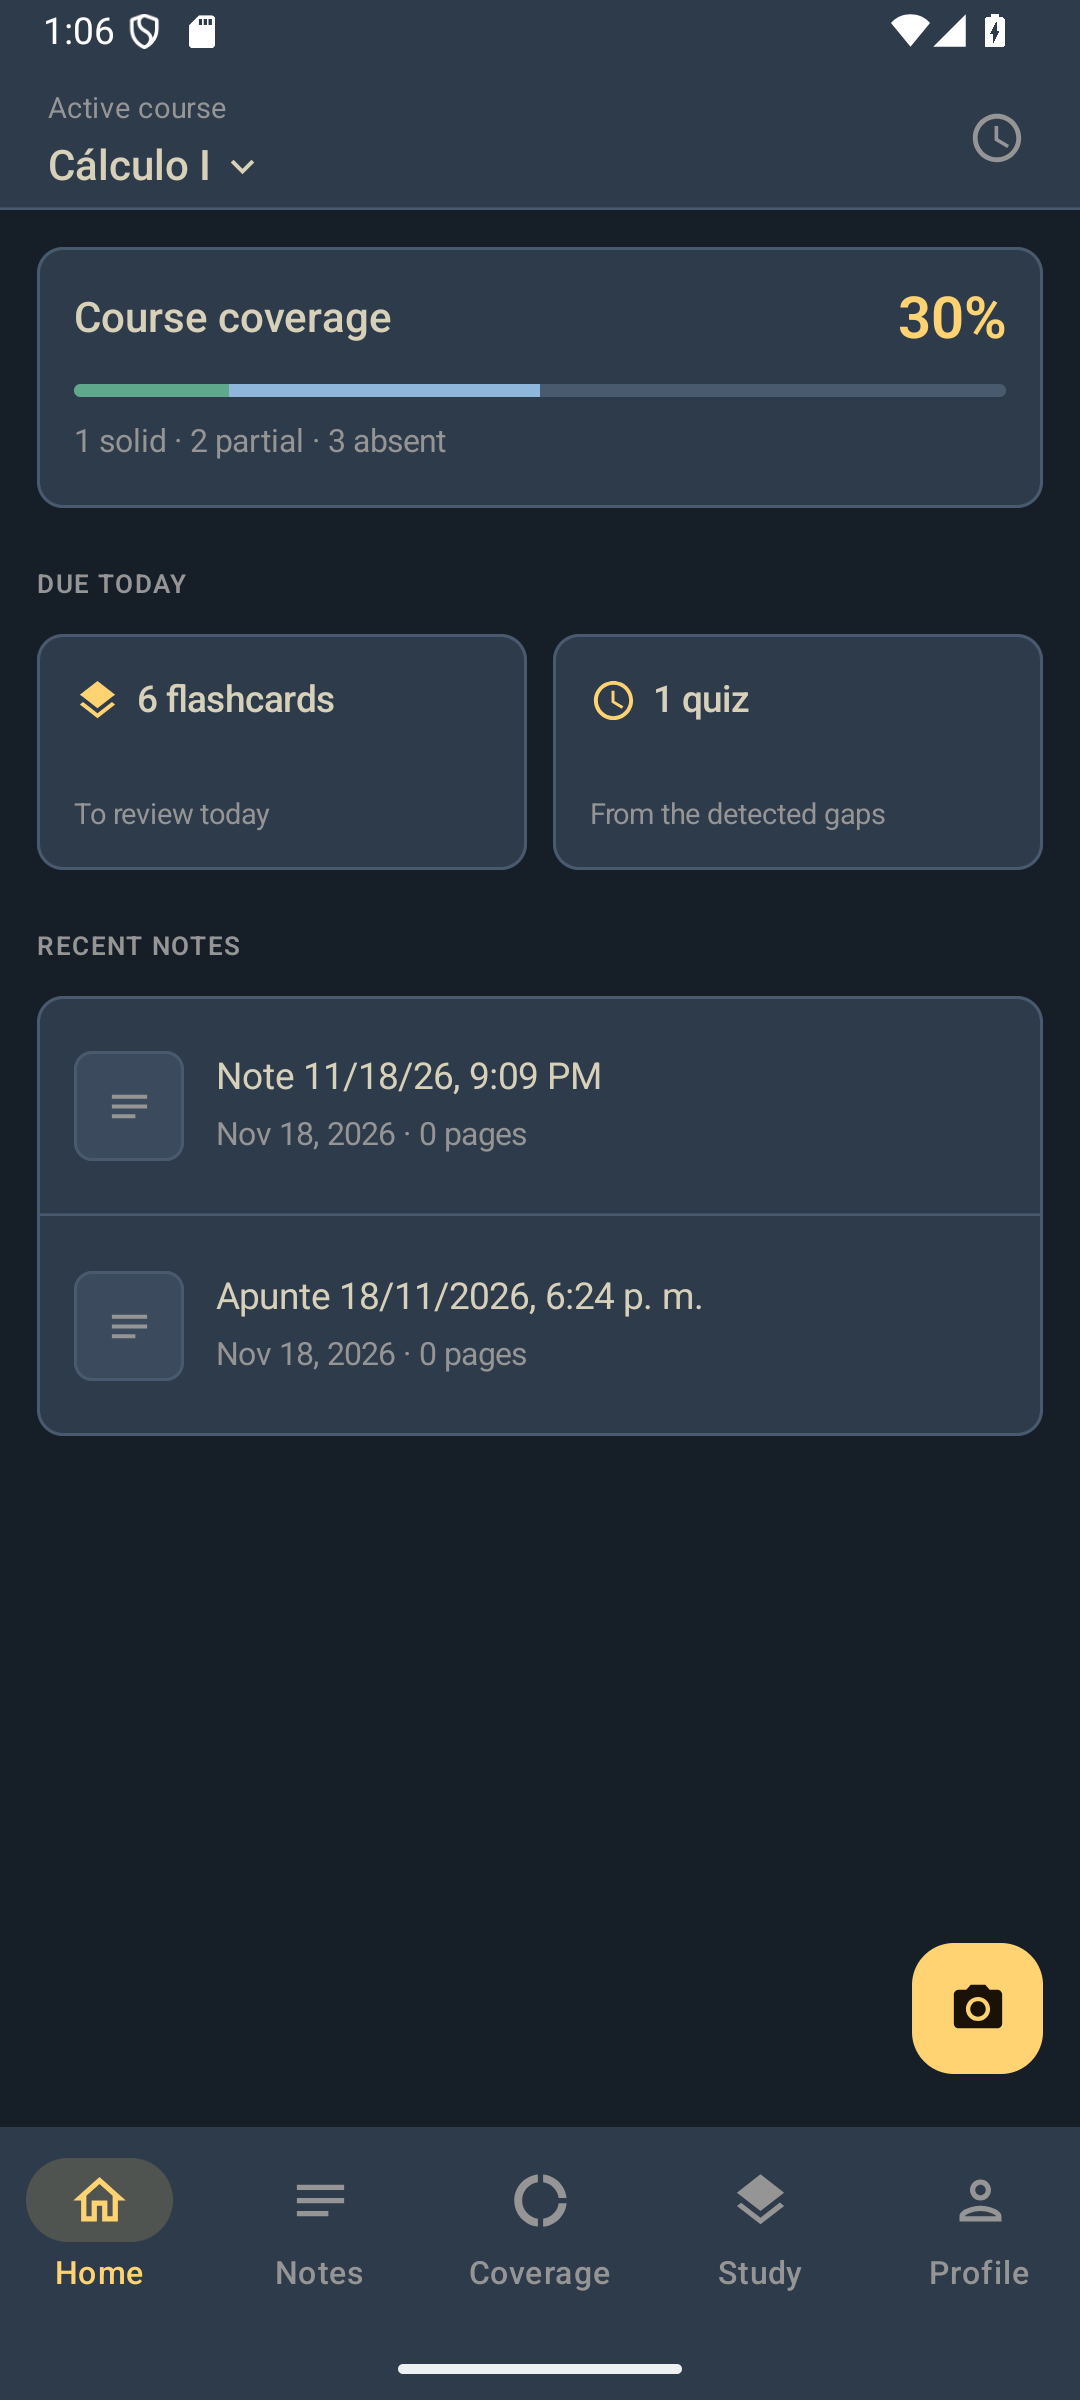 1:06
Active course
Cálculo I
Course coverage
30%
1 solid · 2 partial · 3 absent
DUE TODAY
6 flashcards
To review today
1 quiz
From the detected gaps
RECENT NOTES
Note 11/18/26, 9:09 PM
Nov 18, 2026 · 0 pages
Apunte 18/11/2026, 6:24 p. m.
Nov 18, 2026 · 0 pages
Home
Notes
Coverage
Study
Profile